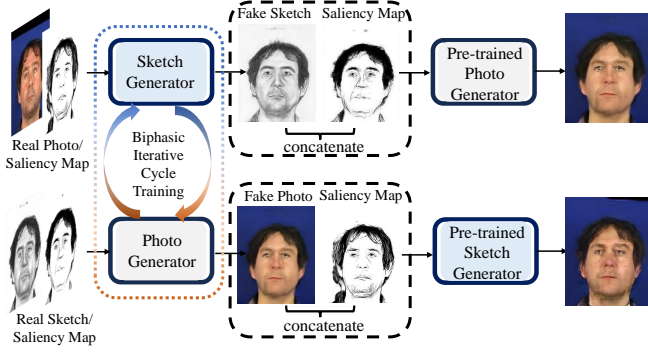 Fake Sketch Saliency Map
Sketch
Generator
Pre-trained
Photo
Generator
Real Photo/
Saliency Map
Biphasic
Iterative
Cycle
Training
concatenate
Fake Photo Saliency Map
Photo
Generator
Pre-trained
Sketch
Generator
Real Sketch/
Saliency Map
concatenate